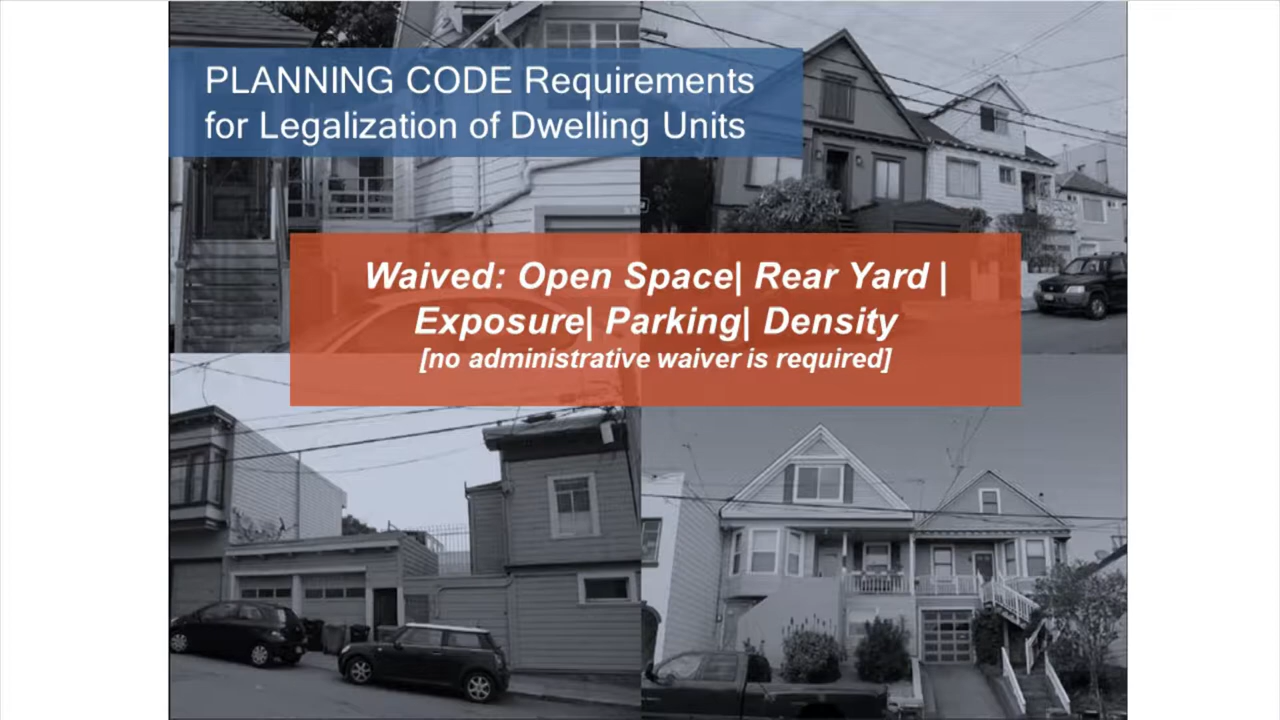 PLANNING CODE Requirements
for Legalization of Dwelling Units
Waived: Open Space| Rear Yard |
Exposure| Parking| Density
[no administrative waiver is required]